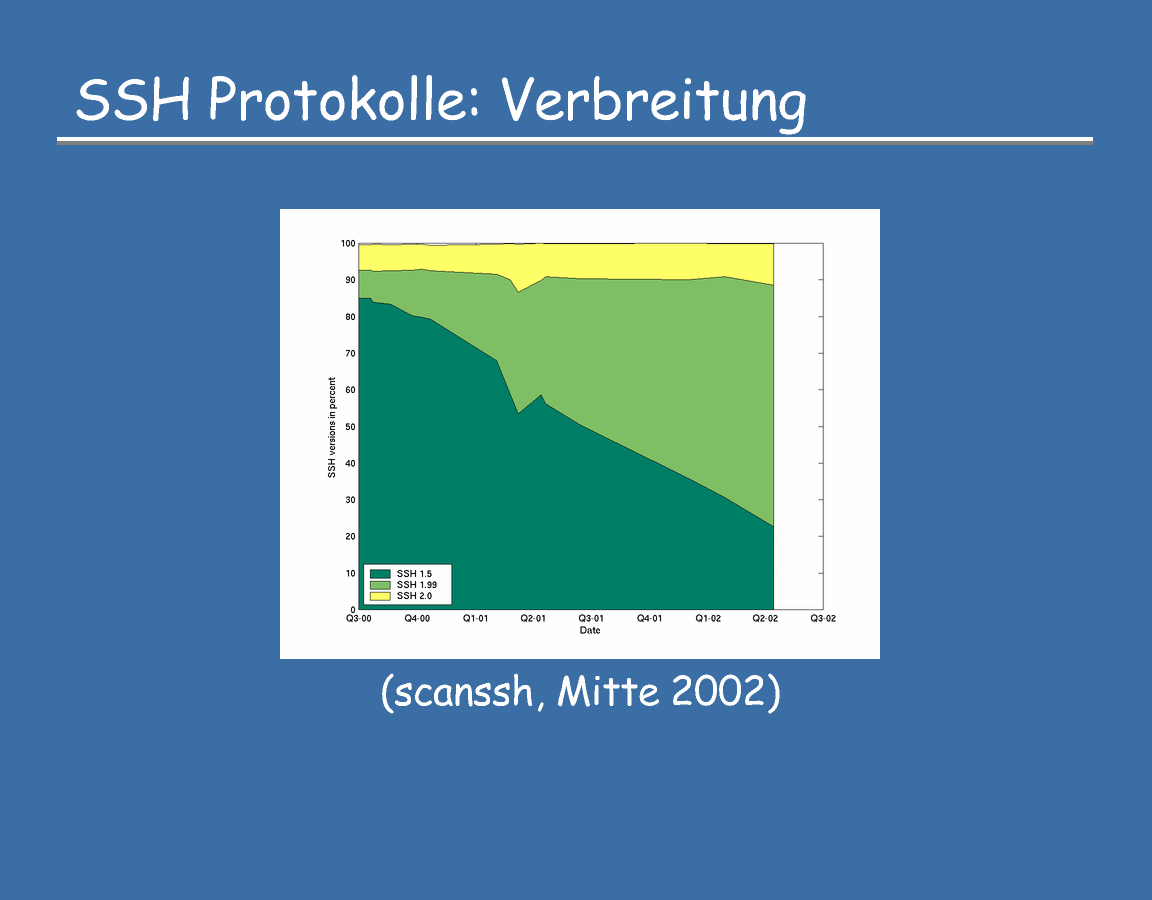 SSH Protokolle: Verbreitung
100
90
80
70
60
50
40
30
20
10
0
SSH versions in percent
SSH 1.5
SSH 1.99
SSH 2.0
Q3-00 Q4-00 Q1-01 Q2-01 Q3-01 Q4-01 Q1-02 Q2-02 Q3-02
Date
(scanssh, Mitte 2002)